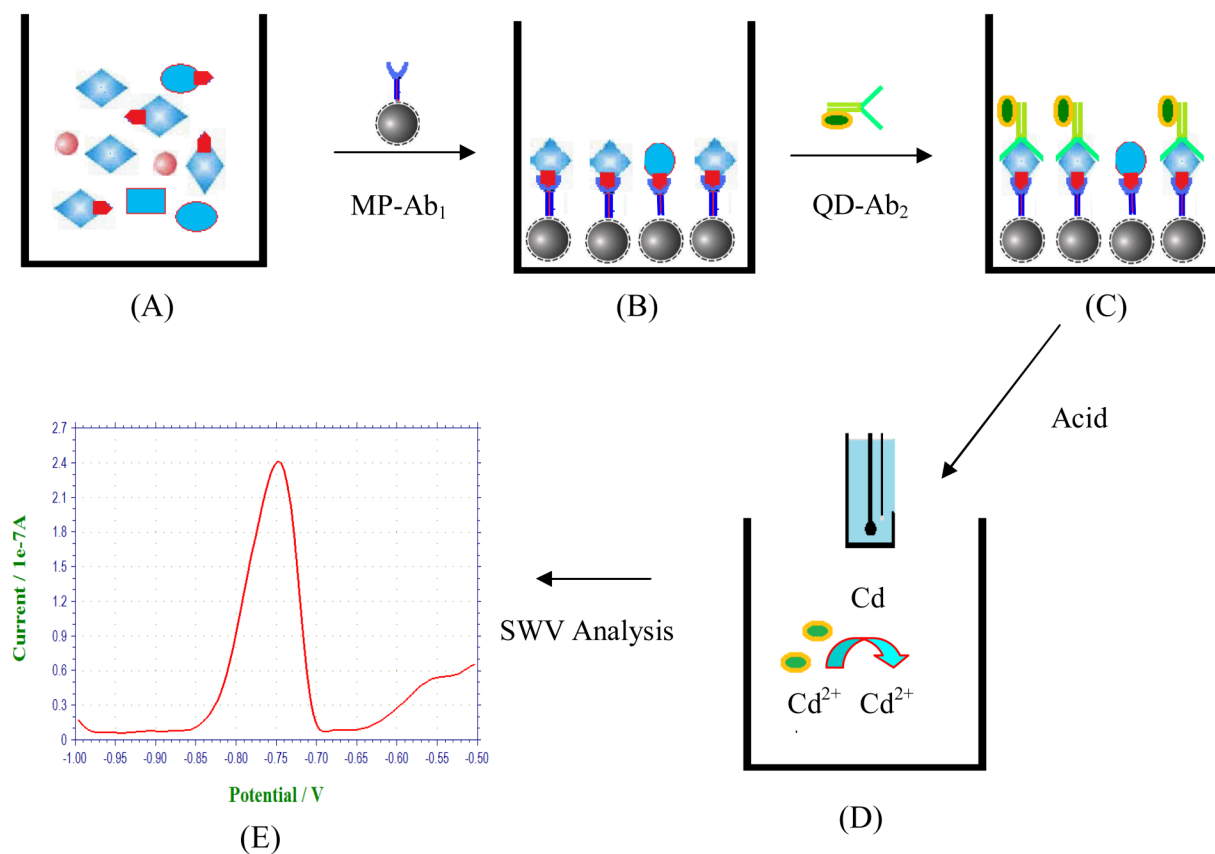 MP-Ab₁
QD-Ab₂
(A)
(B)
(C)
Acid
Cd
Cd²⁺ Cd²⁺
(D)
SWV Analysis
Current / 1e-7A
2.7
2.4
2.1
1.8
1.5
1.2
0.9
0.6
0.3
0
-1.00 -0.95 -0.90 -0.85 -0.80 -0.75 -0.70 -0.65 -0.60 -0.55 -0.50
Potential / V
(E)